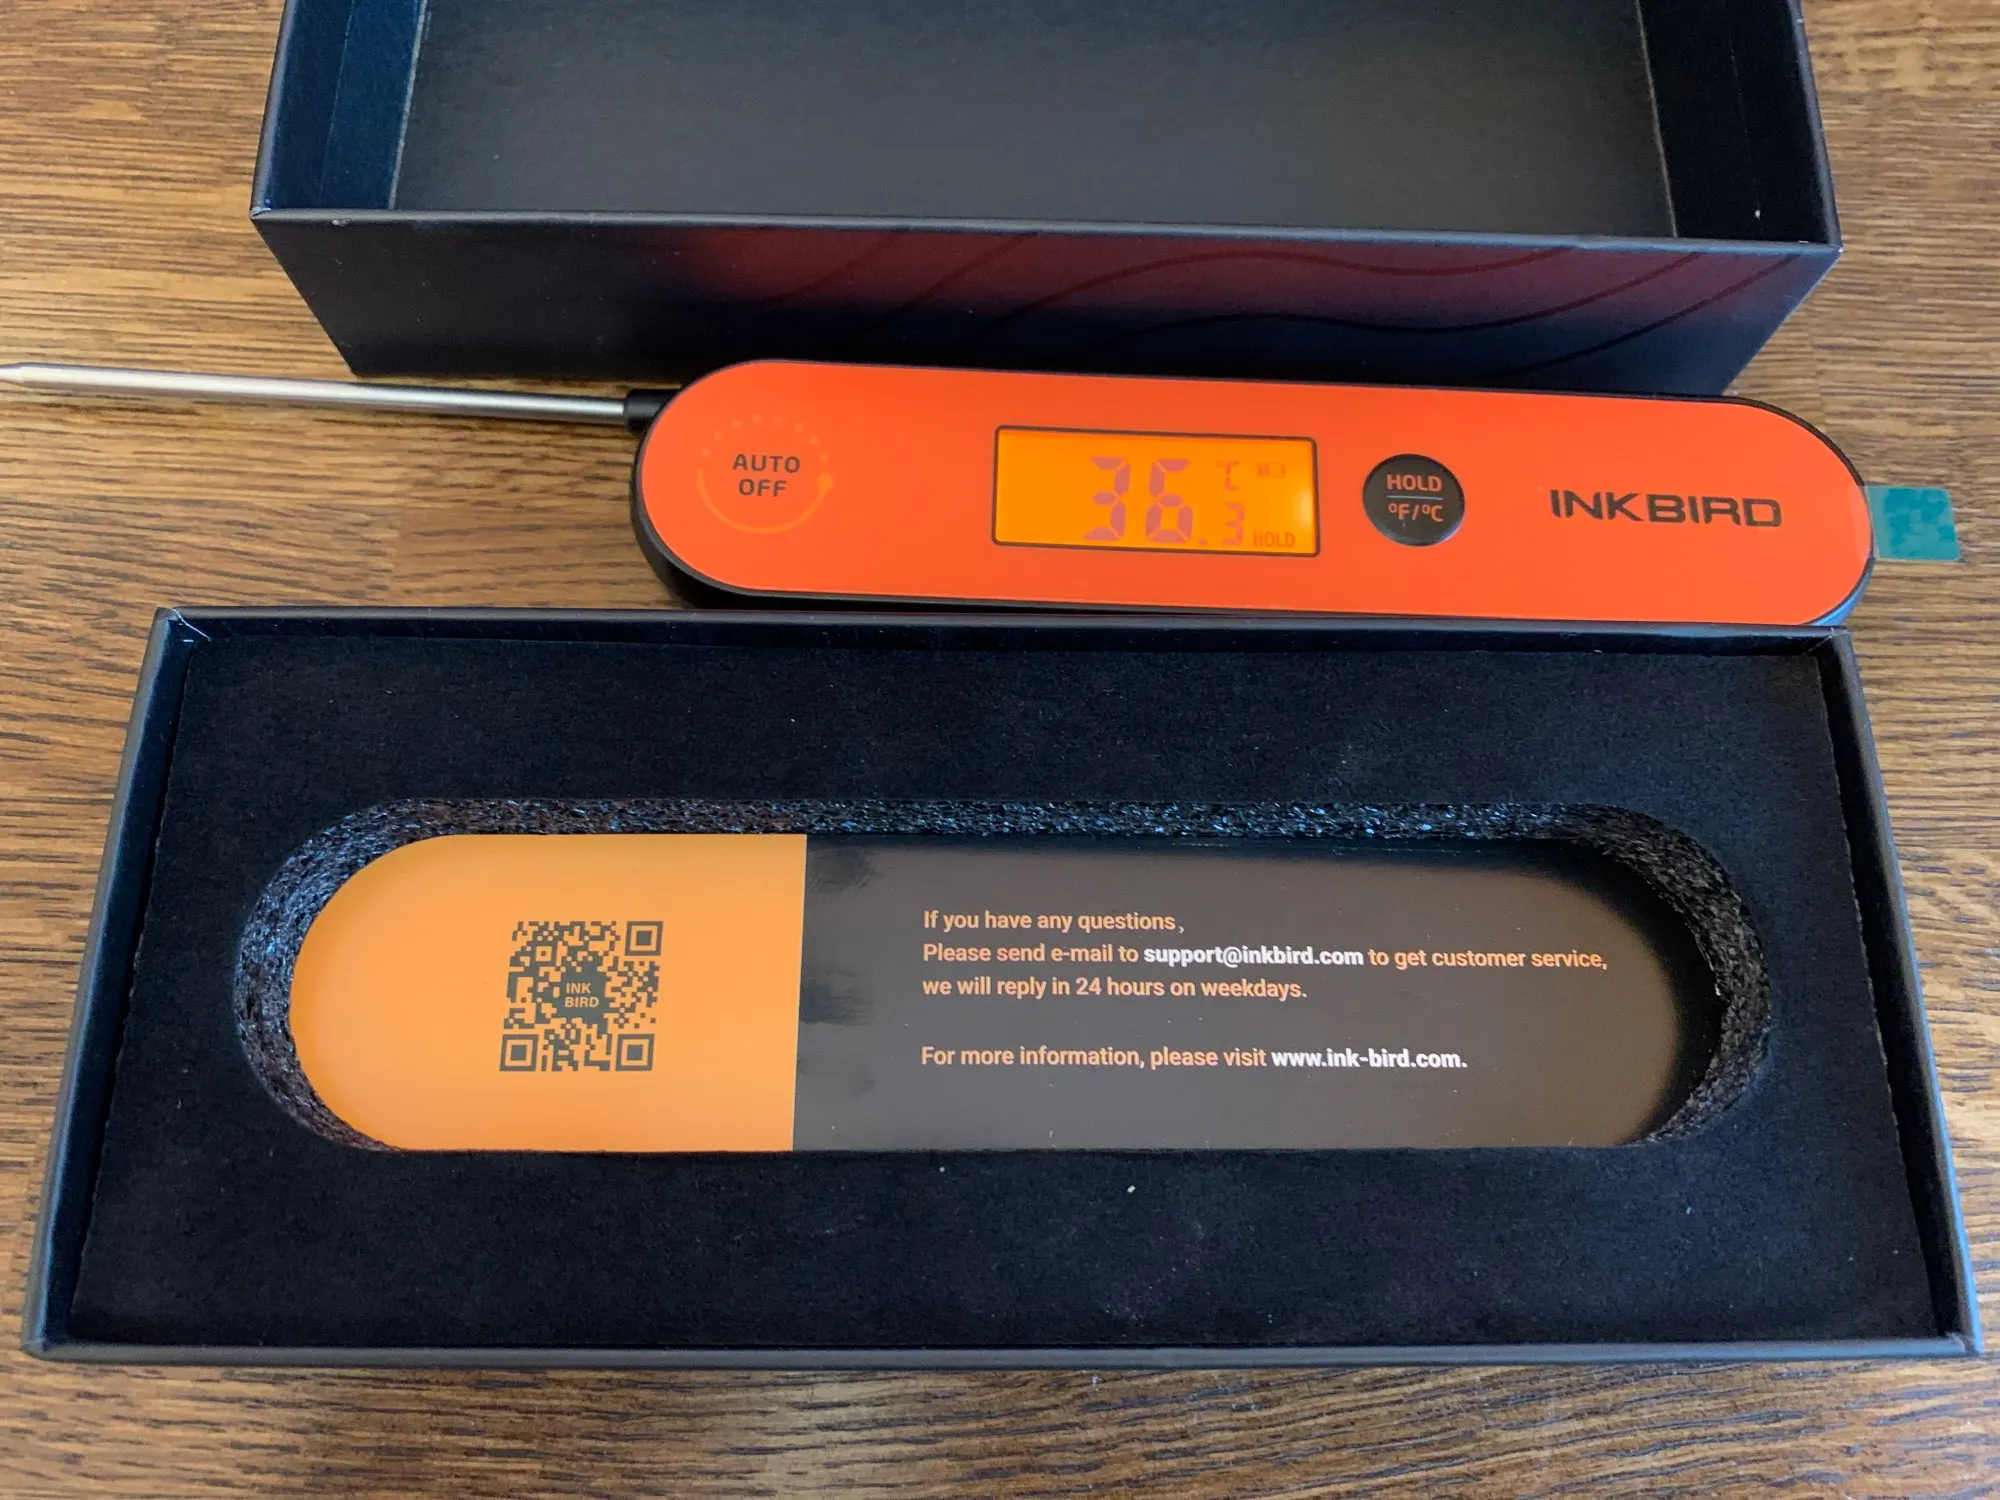 AUTO
OFF
36.3 °C
HOLD
HOLD
°F/°C
INKBIRD
INK
BIRD
If you have any questions,
Please send e-mail to support@inkbird.com to get customer service,
we will reply in 24 hours on weekdays.
For more information, please visit www.ink-bird.com.